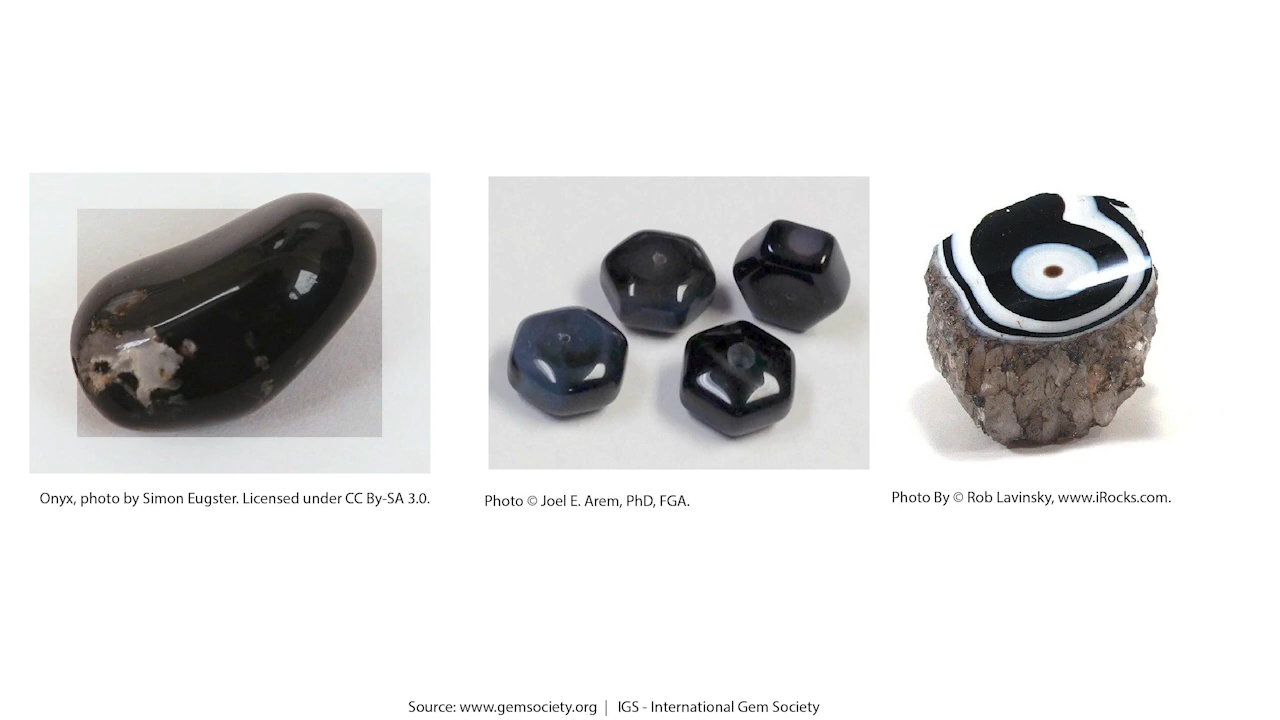 Onyx, photo by Simon Eugster. Licensed under CC By-SA 3.0.
Photo © Joel E. Arem, PhD, FGA.
Photo By © Rob Lavinsky, www.iRocks.com.
Source: www.gemsociety.org | IGS - International Gem Society